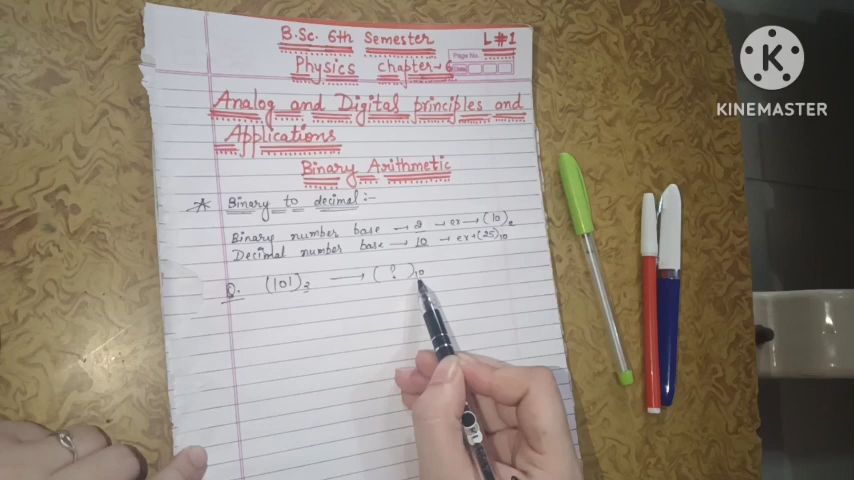 B.Sc. 6th Semester L#1
Physics chapter-6
Page No.
Date
Analog and Digital principles and
Applications
Binary Arithmetic
* Binary to decimal:-
Binary number base → 2 → ex → (10)₂
Decimal number base → 10 → ex → (25)₁₀
Q. (101)₂ → ( ? )₁₀
K
KINEMASTER